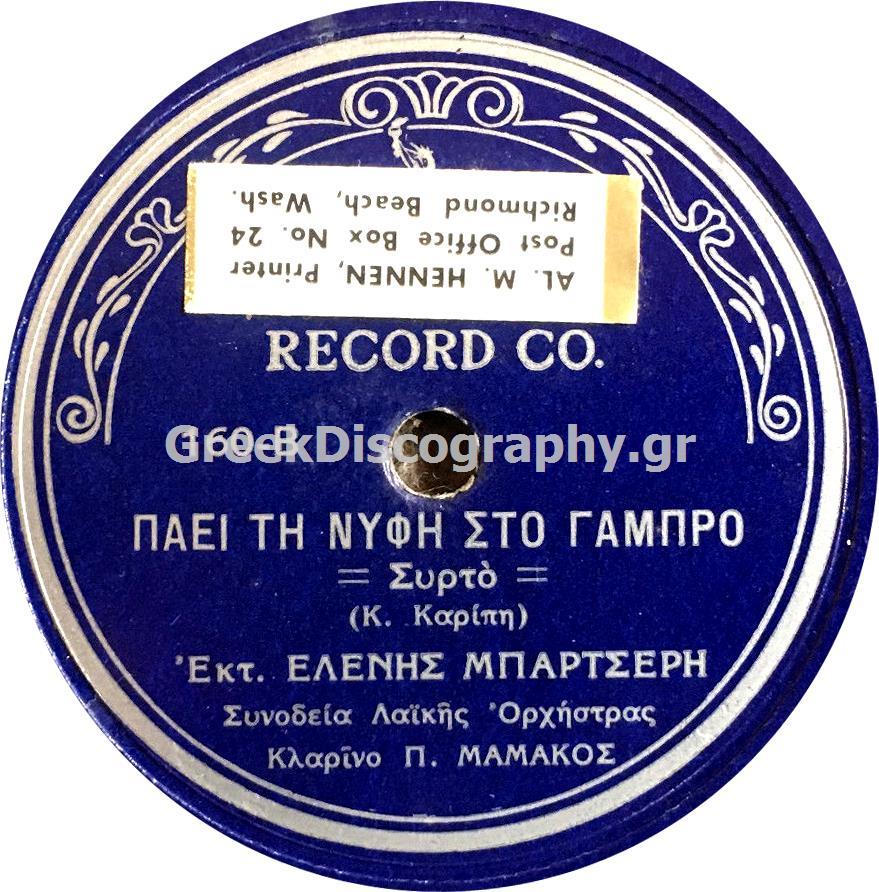 AL. M. HENNEN, Printer
Post Office Box No. 24
Richmond Beach, Wash.
RECORD CO.
160-B
GreekDiscography.gr
ΠΑΕΙ ΤΗ ΝΥΦΗ ΣΤΟ ΓΑΜΠΡΟ
= Συρτὸ =
(Κ. Καρίπη)
Ἐκτ. ΕΛΕΝΗΣ ΜΠΑΡΤΣΕΡΗ
Συνοδεία Λαϊκῆς Ὀρχήστρας
Κλαρῖνο Π. ΜΑΜΑΚΟΣ